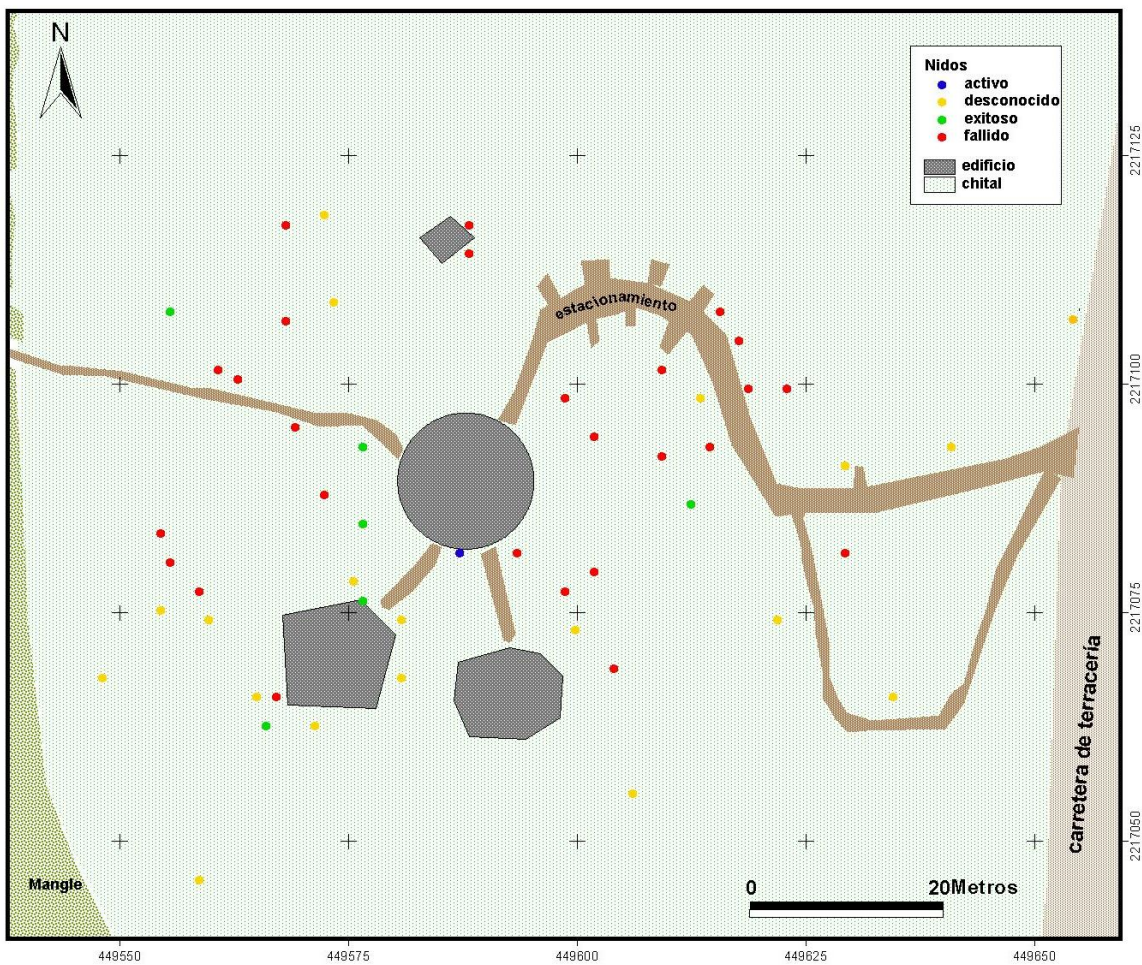 N
Nidos
activo
desconocido
exitoso
fallido
edificio
chital
estacionamiento
carretera de terracería
Mangle
0 20Metros
2217125
2217100
2217075
2217050
449550 449575 449600 449625 449650